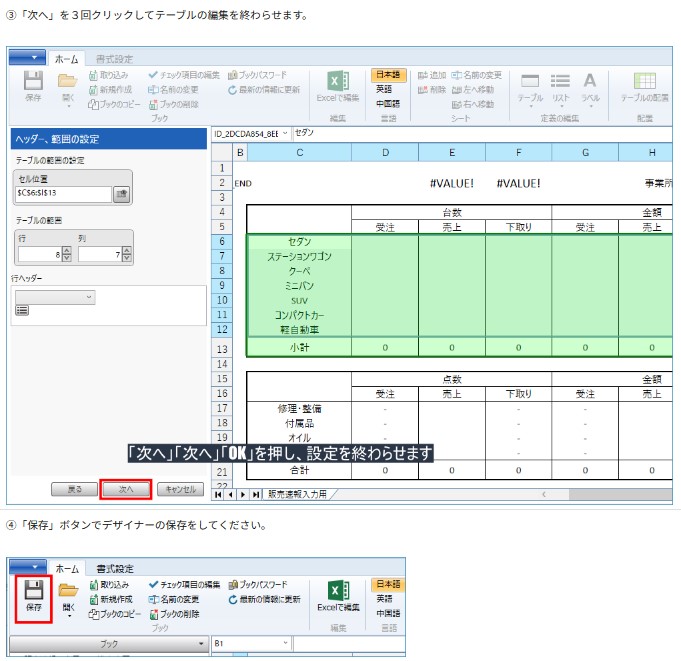 ③「次へ」を３回クリックしてテーブルの編集を終わらせます。
ホーム 書式設定
保存 開く 取り込み 新規作成 ブックのコピー チェック項目の編集 名前の変更 ブックの削除 ブックパスワード 最新の情報に更新
ブック
Excelで編集
編集
日本語 英語 中国語
言語
追加 削除 名前の変更 左へ移動 右へ移動
シート
テーブル リスト ラベル
定義の編集
テーブルの配置
配置
ヘッダー、範囲の設定
テーブルの範囲の設定
セル位置
$C$6:$I$13
テーブルの範囲
行 列
8 7
行ヘッダー
戻る 次へ キャンセル
ID_2DCDA854_8EE セダン
B C D E F G H
1
2 END #VALUE! #VALUE! 事業所
3
4 台数 金額
5 受注 売上 下取り 受注 売上
6 セダン
7 ステーションワゴン
8 クーペ
9 ミニバン
10 SUV
11 コンパクトカー
12 軽自動車
13 小計 0 0 0 0 0
14
15 点数 金額
16 受注 売上 下取り 受注 売上
17 修理・整備 - - -
18 付属品 - - -
19 オイル - - -
「次へ」「次へ」「OK」を押し、設定を終わらせます
21 合計 0 0 0 0 0
22
販売速報入力用
④「保存」ボタンでデザイナーの保存をしてください。
ホーム 書式設定
保存 開く 取り込み 新規作成 ブックのコピー チェック項目の編集 名前の変更 ブックの削除 ブックパスワード 最新の情報に更新
ブック
Excelで編集
編集
日本語 英語 中国語
言語
ブック B1